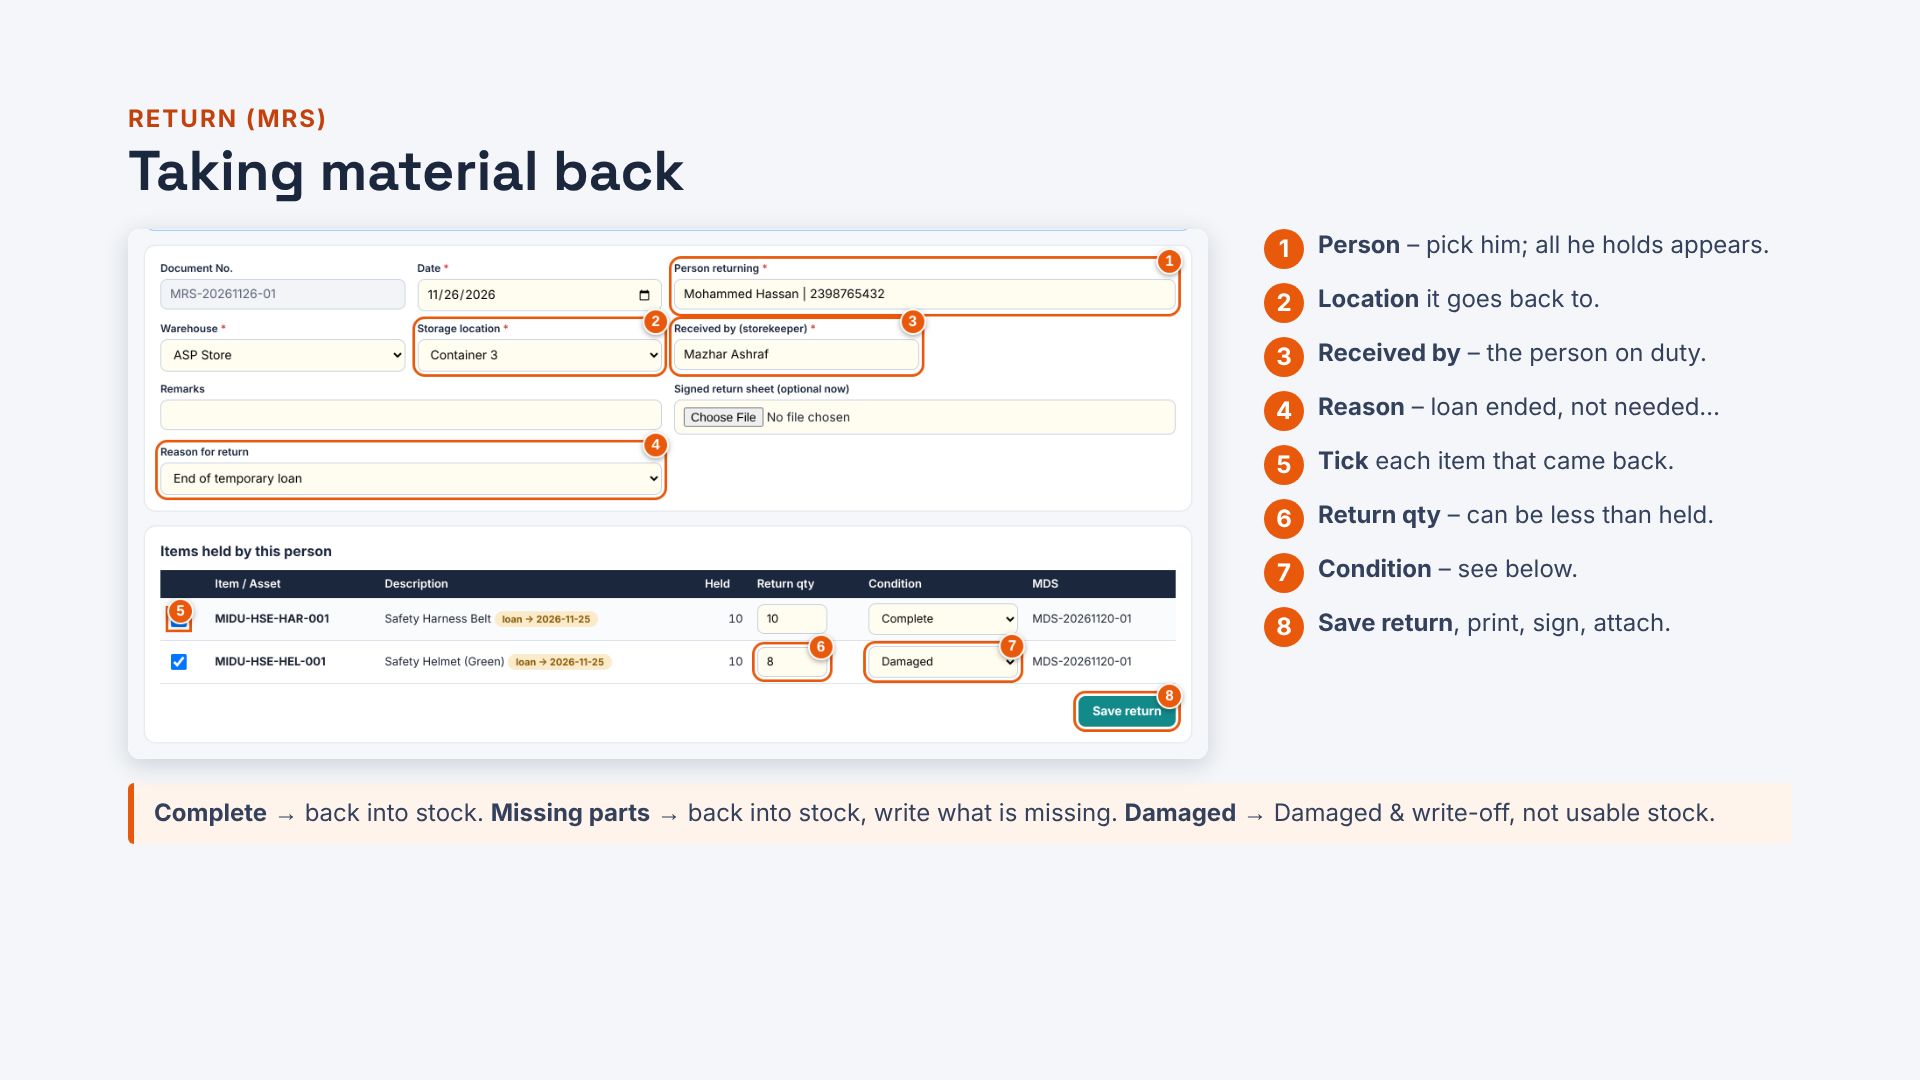 RETURN (MRS)
Taking material back
Document No.
MRS-20261126-01
Date *
11/26/2026
Person returning *
Mohammed Hassan | 2398765432
1
Warehouse *
ASP Store
Storage location *
Container 3
2
Received by (storekeeper) *
Mazhar Ashraf
3
Remarks
Signed return sheet (optional now)
Choose File No file chosen
Reason for return
End of temporary loan
4
Items held by this person
Item / Asset Description Held Return qty Condition MDS
5 MIDU-HSE-HAR-001 Safety Harness Belt loan → 2026-11-25 10 10 Complete MDS-20261120-01
MIDU-HSE-HEL-001 Safety Helmet (Green) loan → 2026-11-25 10 8 6 Damaged 7 MDS-20261120-01
Save return 8
1 Person – pick him; all he holds appears.
2 Location it goes back to.
3 Received by – the person on duty.
4 Reason – loan ended, not needed...
5 Tick each item that came back.
6 Return qty – can be less than held.
7 Condition – see below.
8 Save return, print, sign, attach.
Complete → back into stock. Missing parts → back into stock, write what is missing. Damaged → Damaged & write-off, not usable stock.